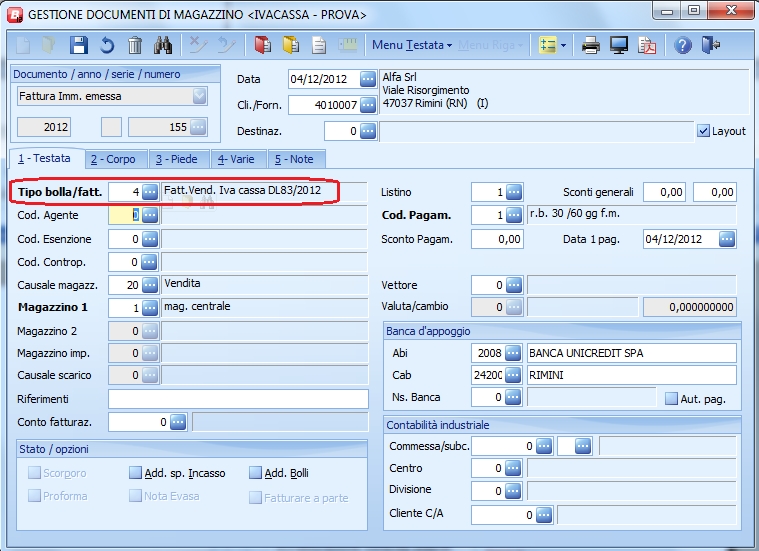 GESTIONE DOCUMENTI DI MAGAZZINO <IVACASSA - PROVA>
Menu Testata Menu Riga
Documento / anno / serie / numero
Fattura Imm. emessa
2012 155
Data 04/12/2012
Cli./Forn. 4010007
Destinaz. 0
Alfa Srl
Viale Risorgimento
47037 Rimini (RN) (I)
Layout
1 - Testata 2 - Corpo 3 - Piede 4- Varie 5 - Note
Tipo bolla/fatt. 4 Fatt.Vend. Iva cassa DL83/2012
Cod. Agente 0
Cod. Esenzione 0
Cod. Controp. 0
Causale magazz. 20 Vendita
Magazzino 1 1 mag. centrale
Magazzino 2 0
Magazzino imp. 0
Causale scarico 0
Riferimenti
Conto fatturaz. 0
Stato / opzioni
Scorporo Add. sp. Incasso Add. Bolli
Proforma Nota Evasa Fatturare a parte
Listino 1 Sconti generali 0,00 0,00
Cod. Pagam. 1 r.b. 30 /60 gg f.m.
Sconto Pagam. 0,00 Data 1 pag. 04/12/2012
Vettore 0
Valuta/cambio 0 0,000000000
Banca d'appoggio
Abi 2008 BANCA UNICREDIT SPA
Cab 2420 RIMINI
Ns. Banca 0 Aut. pag.
Contabilità industriale
Commessa/subc. 0
Centro 0
Divisione 0
Cliente C/A 0